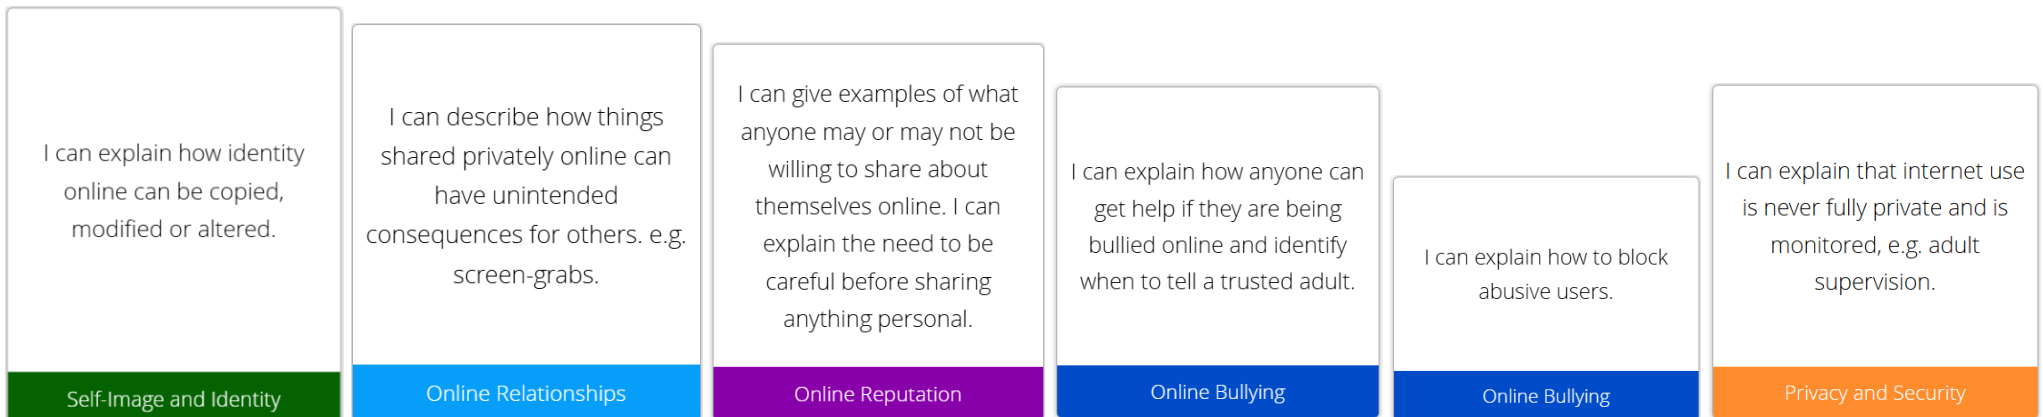 I can explain how identity
online can be copied,
modified or altered.
Self-Image and Identity
I can describe how things
shared privately online can
have unintended
consequences for others. e.g.
screen-grabs.
Online Relationships
I can give examples of what
anyone may or may not be
willing to share about
themselves online. I can
explain the need to be
careful before sharing
anything personal.
Online Reputation
I can explain how anyone can
get help if they are being
bullied online and identify
when to tell a trusted adult.
Online Bullying
I can explain how to block
abusive users.
Online Bullying
I can explain that internet use
is never fully private and is
monitored, e.g. adult
supervision.
Privacy and Security